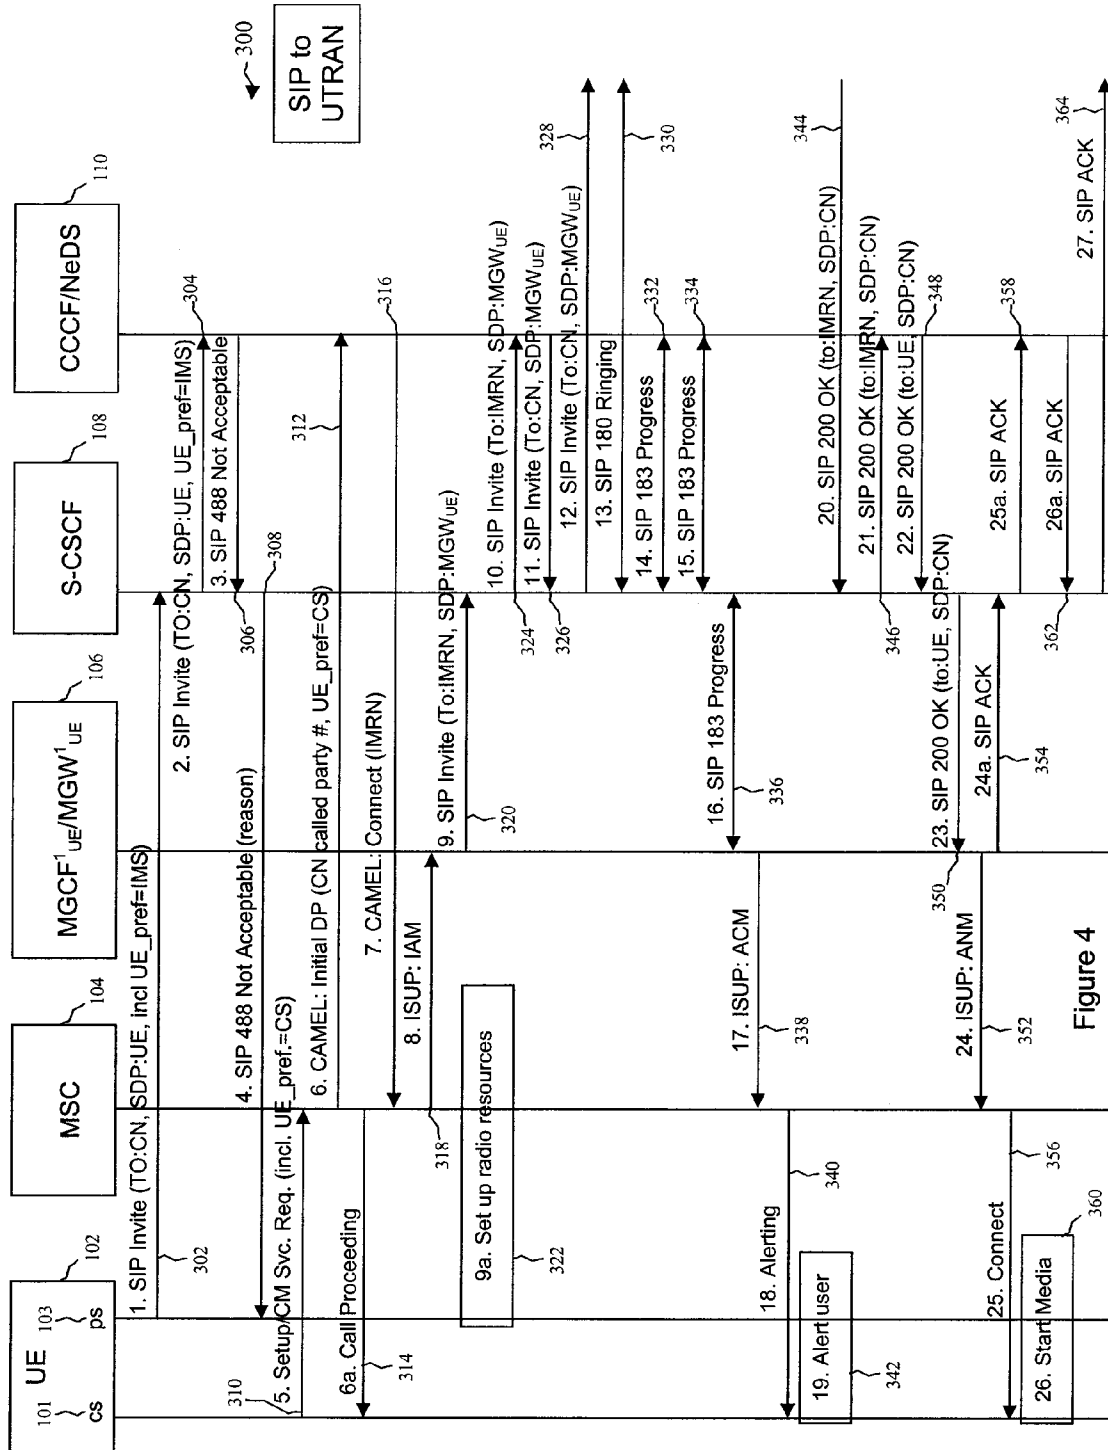 300
SIP to
UTRAN
UE
cs
ps
101
103
102
MSC
104
MGCF¹UE/MGW¹UE
106
S-CSCF
108
CCCF/NeDS
110
1. SIP Invite (TO:CN, SDP:UE, incl UE_pref=IMS)
302
2. SIP Invite (TO:CN, SDP:UE, UE_pref=IMS)
304
3. SIP 488 Not Acceptable
306
4. SIP 488 Not Acceptable (reason)
308
5. Setup/CM Svc. Req. (incl. UE_pref.=CS)
310
6. CAMEL: Initial DP (CN called party #, UE_pref=CS)
312
6a. Call Proceeding
314
7. CAMEL: Connect (IMRN)
316
8. ISUP: IAM
318
9. SIP Invite (To:IMRN, SDP:MGWUE)
320
9a. Set up radio resources
322
10. SIP Invite (To:IMRN, SDP:MGWUE)
324
11. SIP Invite (To:CN, SDP:MGWUE)
326
12. SIP Invite (To:CN, SDP:MGWUE)
328
13. SIP 180 Ringing
330
14. SIP 183 Progress
332
15. SIP 183 Progress
334
16. SIP 183 Progress
336
17. ISUP: ACM
338
18. Alerting
340
19. Alert user
342
20. SIP 200 OK (to:IMRN, SDP:CN)
344
21. SIP 200 OK (to:IMRN, SDP:CN)
346
22. SIP 200 OK (to:UE, SDP:CN)
348
23. SIP 200 OK (to:UE, SDP:CN)
350
24. ISUP: ANM
352
24a. SIP ACK
354
25. Connect
356
25a. SIP ACK
358
26. Start Media
360
26a. SIP ACK
362
27. SIP ACK
364
Figure 4